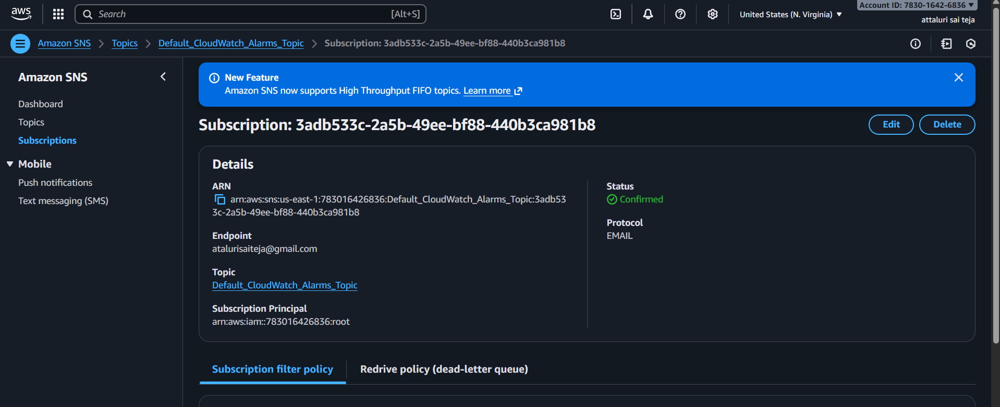 aws
Search
[Alt+S]
United States (N. Virginia)
Account ID: 7830-1642-6836
attaluri sai teja
Amazon SNS
Topics
Default_CloudWatch_Alarms_Topic
Subscription: 3adb533c-2a5b-49ee-bf88-440b3ca981b8
Amazon SNS
Dashboard
Topics
Subscriptions
Mobile
Push notifications
Text messaging (SMS)
New Feature
Amazon SNS now supports High Throughput FIFO topics. Learn more
Subscription: 3adb533c-2a5b-49ee-bf88-440b3ca981b8
Edit
Delete
Details
ARN
arn:aws:sns:us-east-1:783016426836:Default_CloudWatch_Alarms_Topic:3adb53
3c-2a5b-49ee-bf88-440b3ca981b8
Endpoint
atalurisaiteja@gmail.com
Topic
Default_CloudWatch_Alarms_Topic
Subscription Principal
arn:aws:iam::783016426836:root
Status
Confirmed
Protocol
EMAIL
Subscription filter policy
Redrive policy (dead-letter queue)